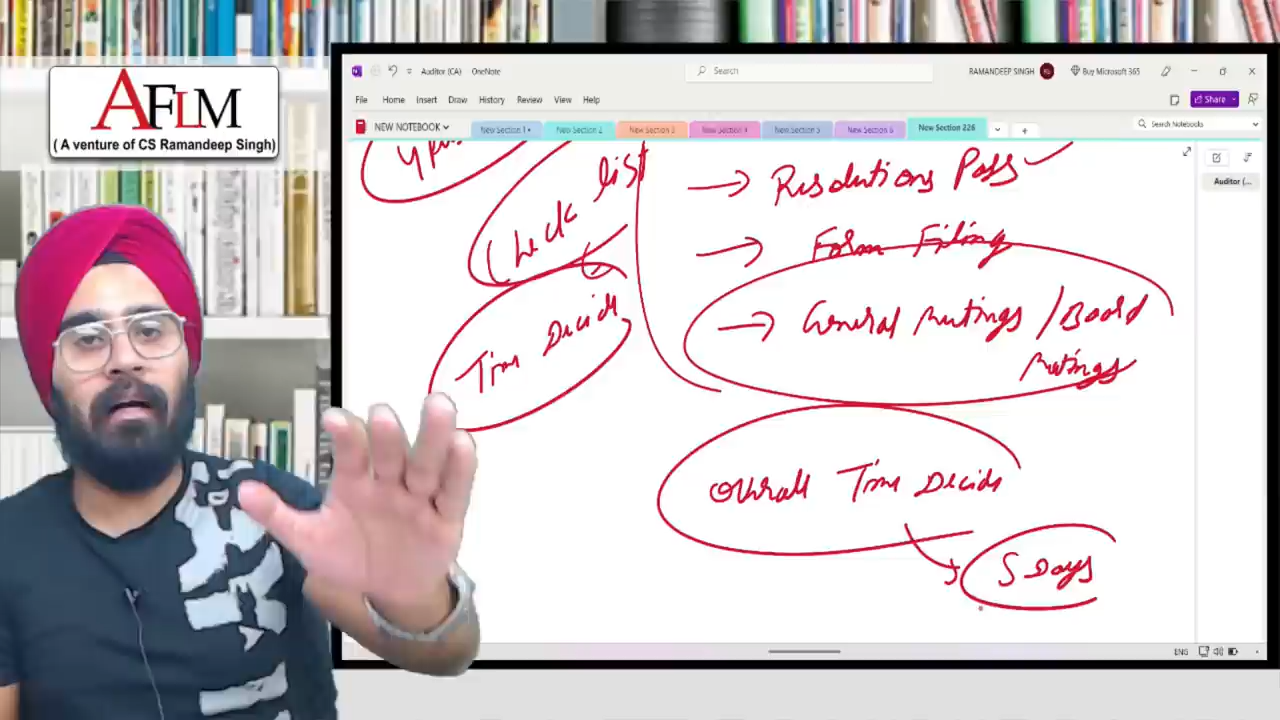 AFLM
( A venture of CS Ramandeep Singh)
Auditor (CA) - OneNote
Search
RAMANDEEP SINGH
Buy Microsoft 365
File Home Insert Draw History Review View Help
Share
NEW NOTEBOOK
New Section 1
New Section 2
New Section 3
New Section 4
New Section 5
New Section 6
New Section 226
Search Notebooks
Auditor (...
Check list
Time Decide
→ Resolutions Pass
→ Form Filing
→ General Meetings / Board
Meetings
Overall Time Decide
5 Days
ENG